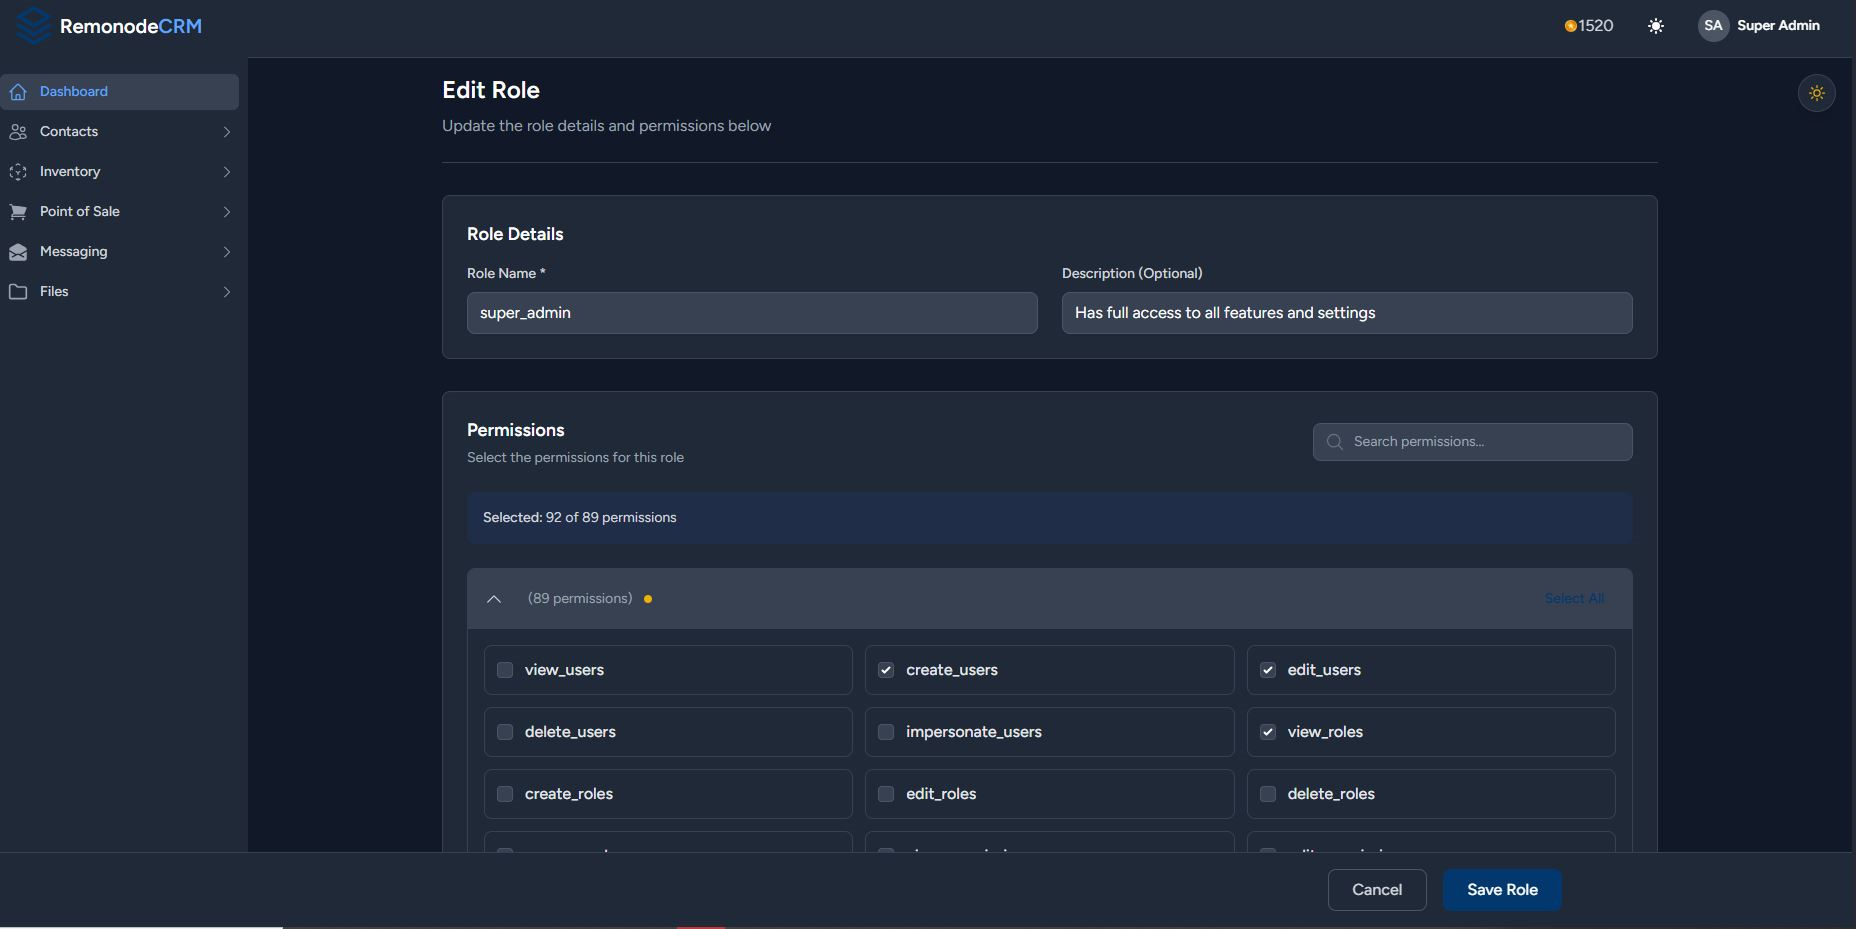 RemonodeCRM
1520
SA
Super Admin
Dashboard
Contacts
Inventory
Point of Sale
Messaging
Files
Edit Role
Update the role details and permissions below
Role Details
Role Name *
Description (Optional)
super_admin
Has full access to all features and settings
Permissions
Select the permissions for this role
Search permissions...
Selected: 92 of 89 permissions
(89 permissions)
Select All
view_users
create_users
edit_users
delete_users
impersonate_users
view_roles
create_roles
edit_roles
delete_roles
Cancel
Save Role